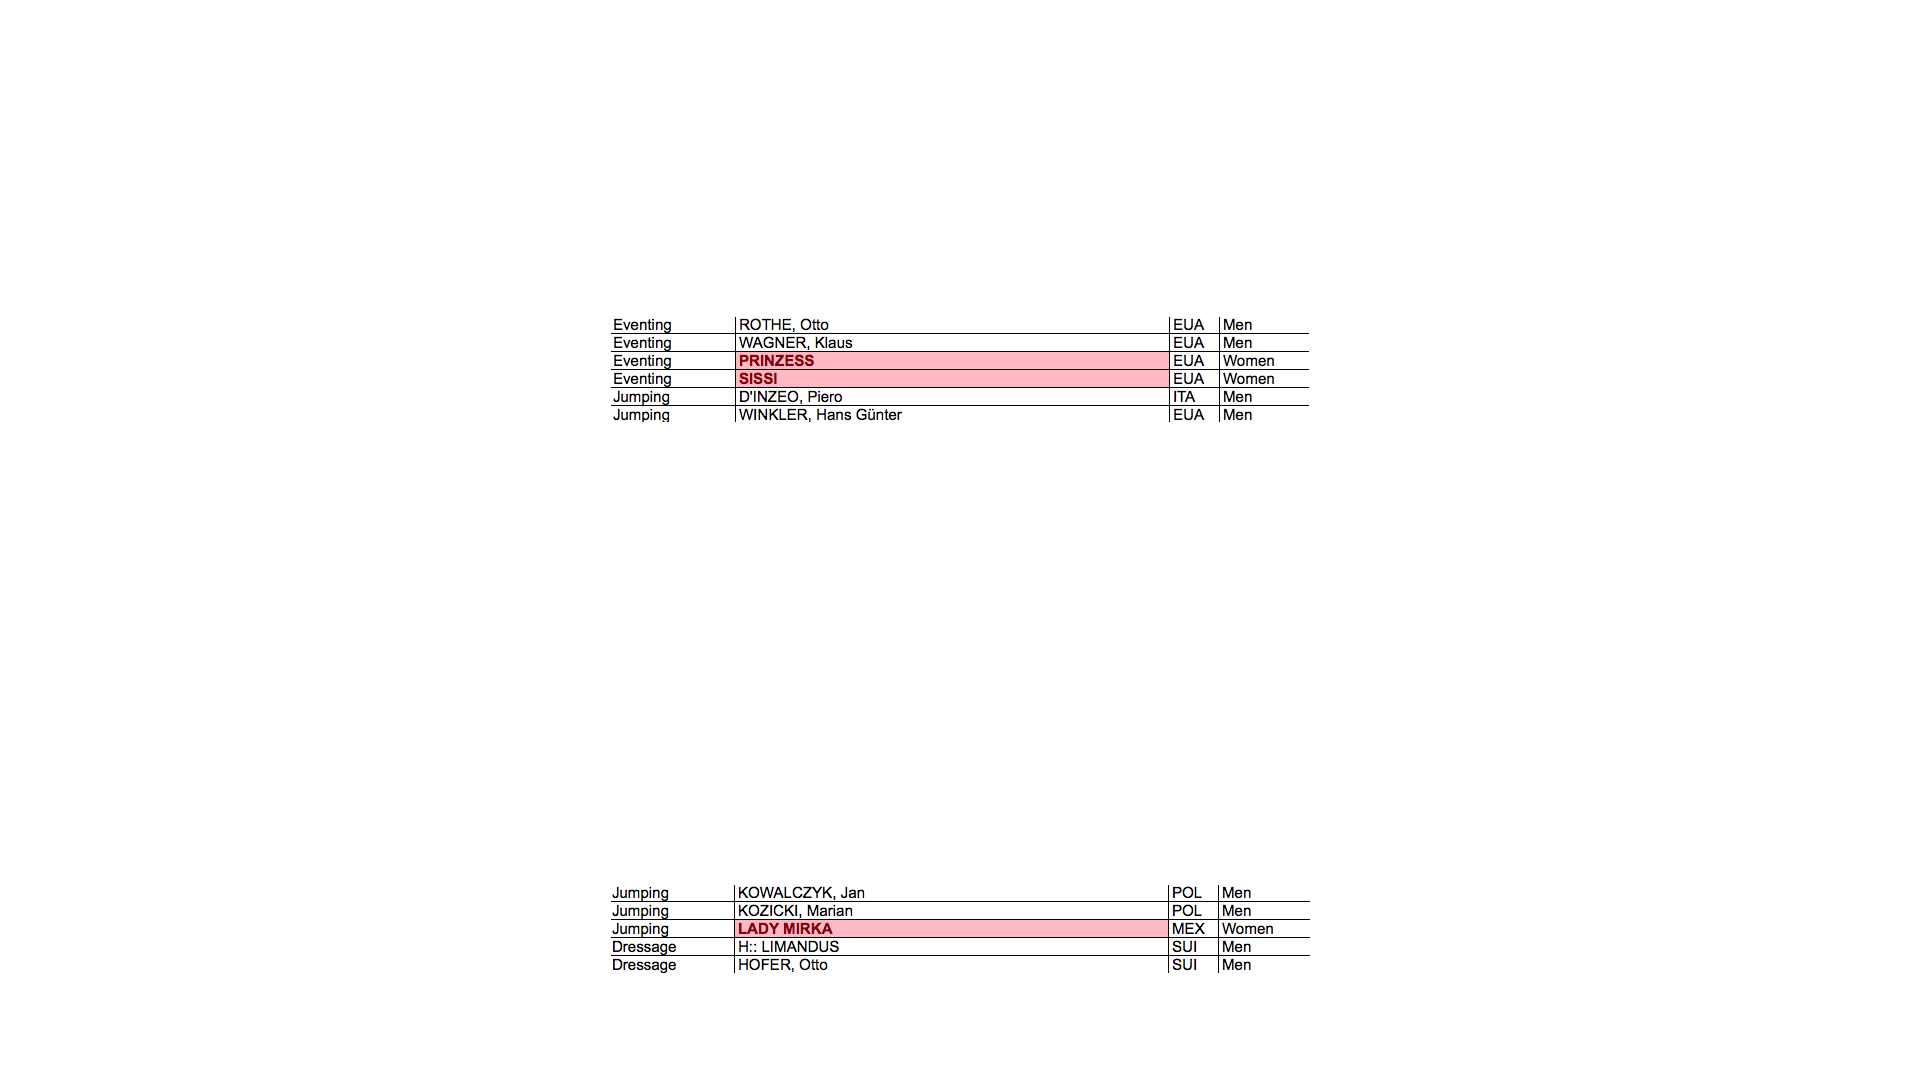 Eventing ROTHE, Otto EUA Men
Eventing WAGNER, Klaus EUA Men
Eventing PRINZESS EUA Women
Eventing SISSI EUA Women
Jumping D'INZEO, Piero ITA Men
Jumping WINKLER, Hans Günter EUA Men
Jumping KOWALCZYK, Jan POL Men
Jumping KOZICKI, Marian POL Men
Jumping LADY MIRKA MEX Women
Dressage H:: LIMANDUS SUI Men
Dressage HOFER, Otto SUI Men